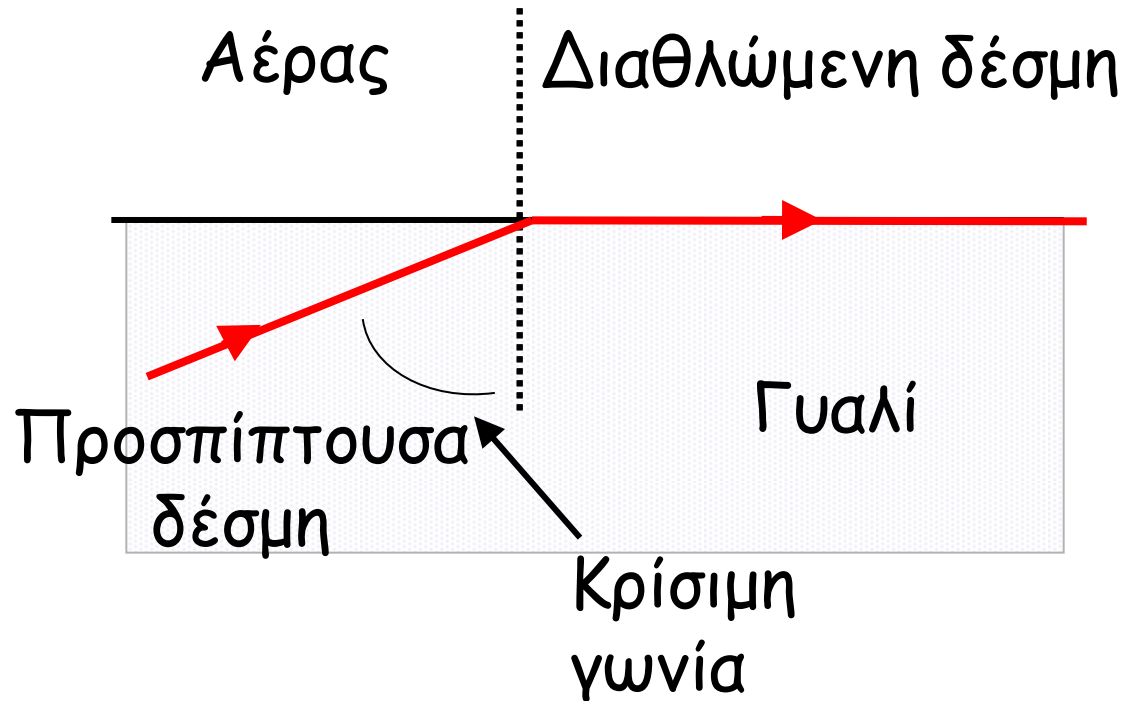 Αέρας
Διαθλώμενη δέσμη
Προσπίπτουσα
δέσμη
Γυαλί
Κρίσιμη
γωνία